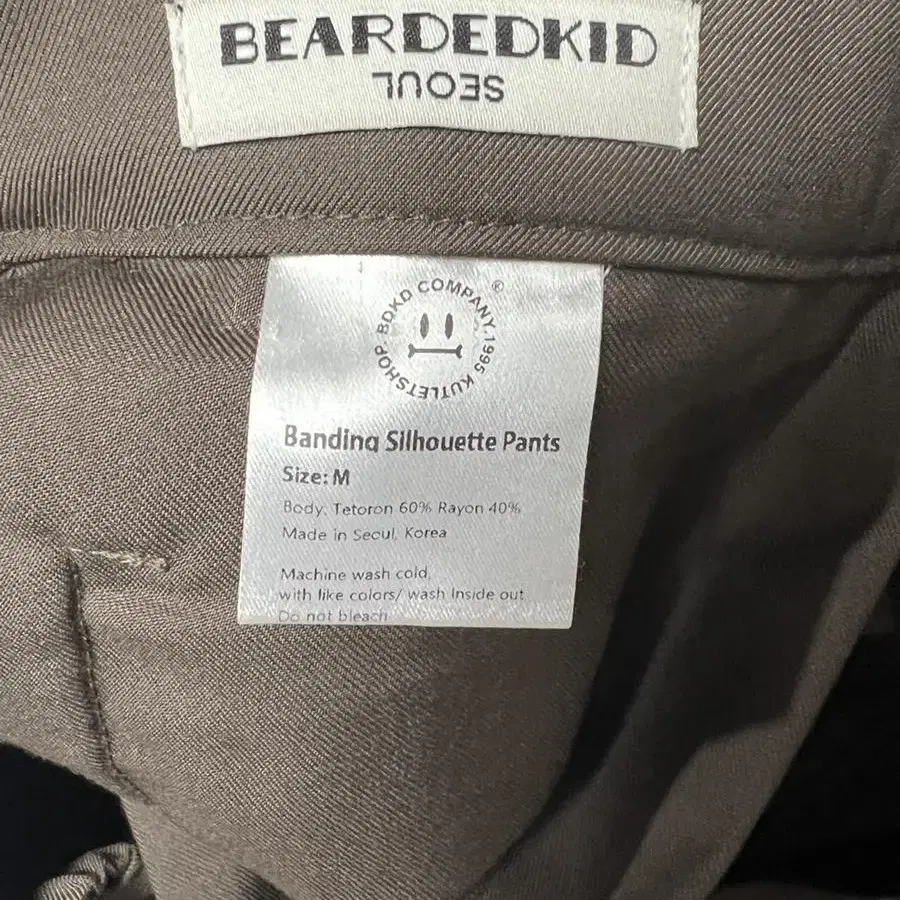 BEARDEDKID
SEOUL
BDKD COMPANY. 1995 KUTLETSHOP.
®
Banding Silhouette Pants
Size: M
Body: Tetoron 60% Rayon 40%
Made in Seoul, Korea
Machine wash cold,
with like colors/ wash Inside out
Do not bleach